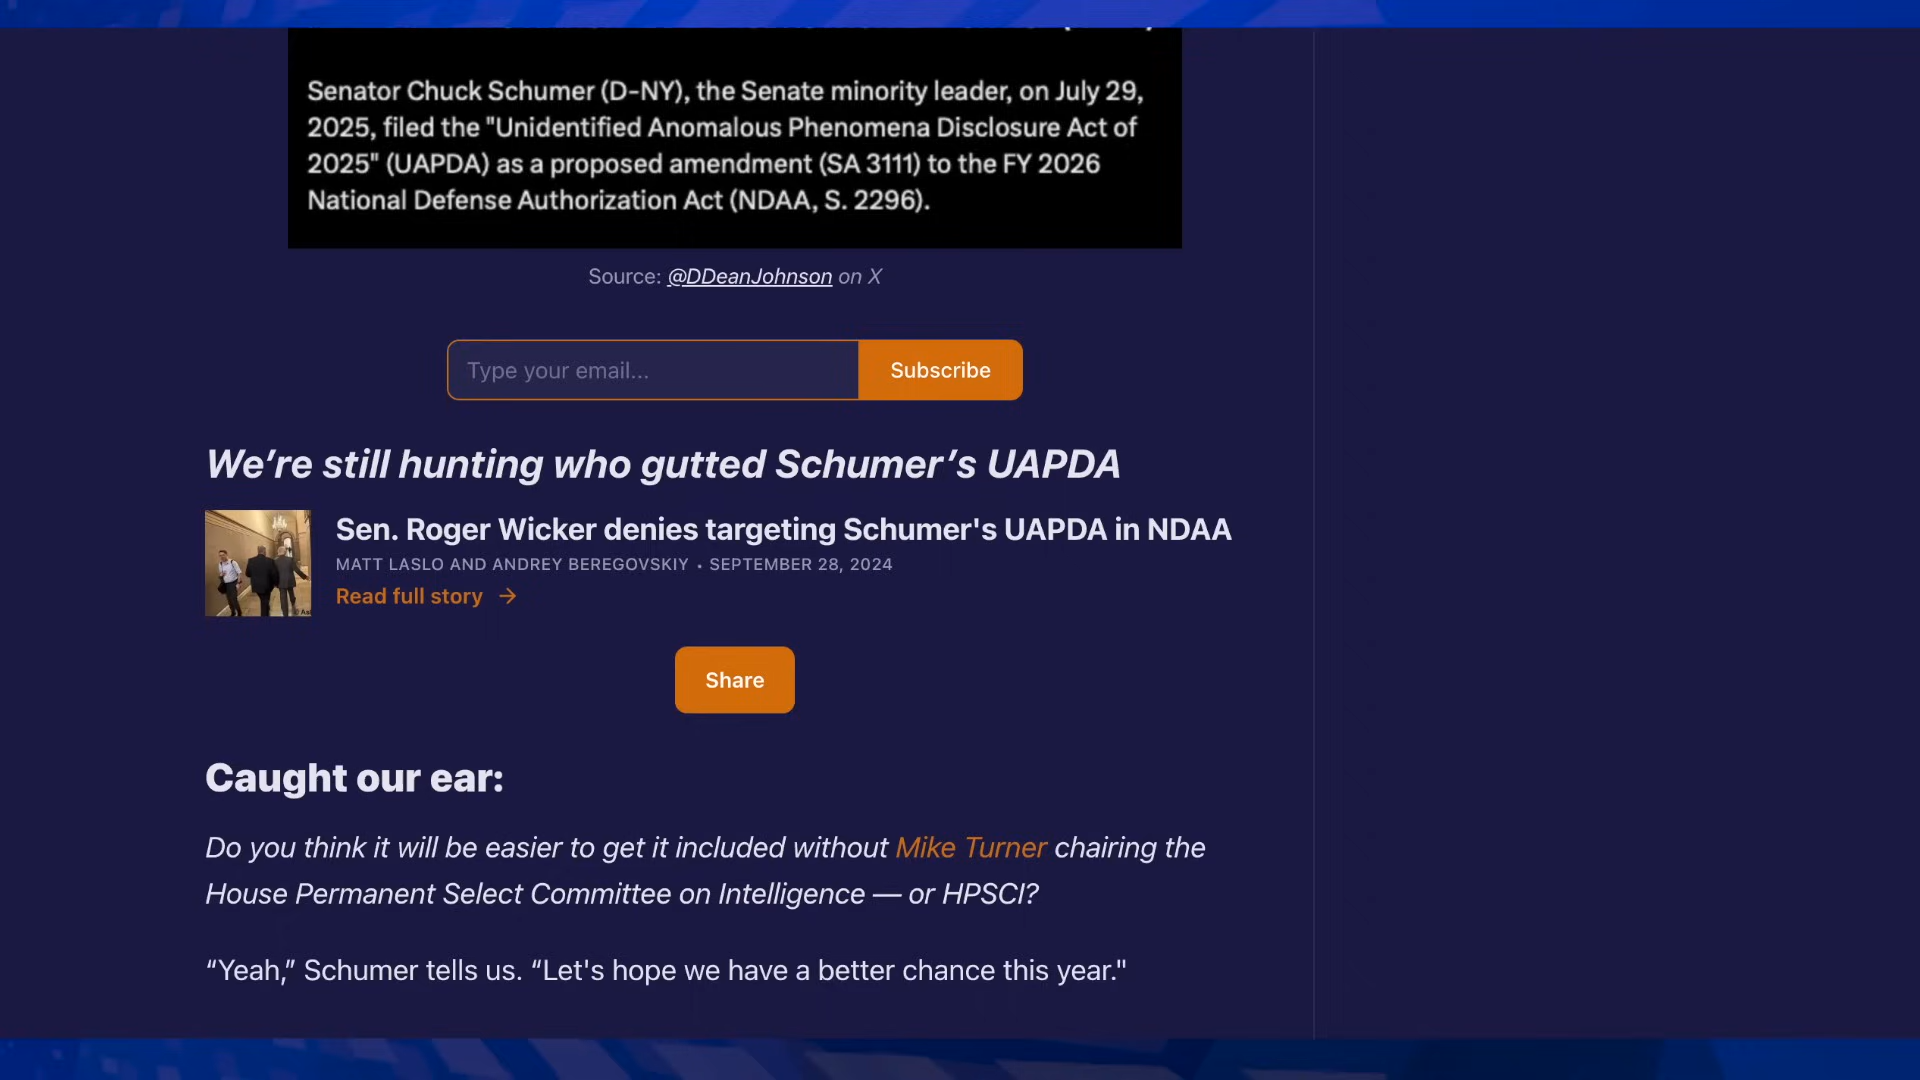 Senator Chuck Schumer (D-NY), the Senate minority leader, on July 29,
2025, filed the "Unidentified Anomalous Phenomena Disclosure Act of
2025" (UAPDA) as a proposed amendment (SA 3111) to the FY 2026
National Defense Authorization Act (NDAA, S. 2296).
Source: @DDeanJohnson on X
Type your email...
Subscribe
We’re still hunting who gutted Schumer’s UAPDA
Sen. Roger Wicker denies targeting Schumer's UAPDA in NDAA
MATT LASLO AND ANDREY BEREGOVSKIY • SEPTEMBER 28, 2024
Read full story →
Share
Caught our ear:
Do you think it will be easier to get it included without Mike Turner chairing the
House Permanent Select Committee on Intelligence — or HPSCI?
“Yeah,” Schumer tells us. “Let's hope we have a better chance this year."